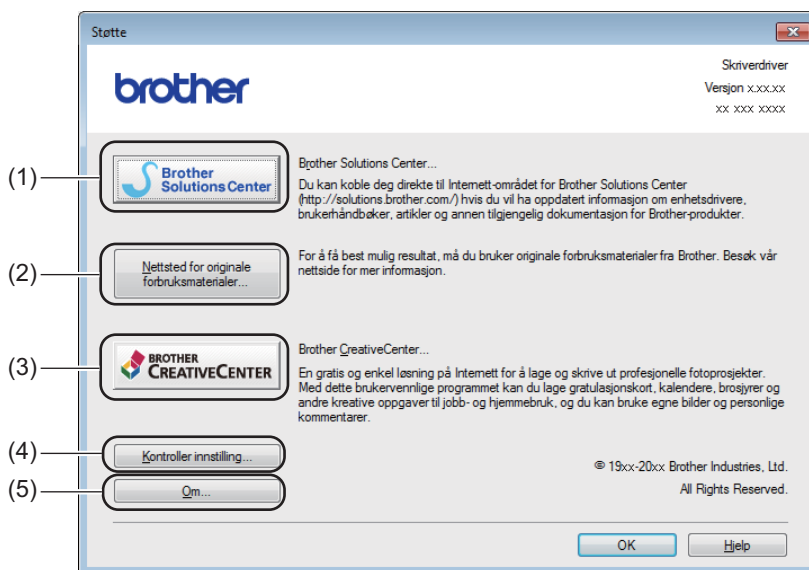 Støtte
brother
Skriverdriver
Versjon x.xx.xx
xx xxx xxxx
(1)
Brother
Solutions Center
Brother Solutions Center...
Du kan koble deg direkte til Internett-området for Brother Solutions Center
(http://solutions.brother.com/) hvis du vil ha oppdatert informasjon om enhetsdrivere,
brukerhåndbøker, artikler og annen tilgjengelig dokumentasjon for Brother-produkter.
(2)
Nettsted for originale
forbruksmaterialer...
For å få best mulig resultat, må du bruker originale forbruksmaterialer fra Brother. Besøk vår
nettside for mer informasjon.
(3)
BROTHER
CREATIVECENTER
Brother CreativeCenter...
En gratis og enkel løsning på Internett for å lage og skrive ut profesjonelle fotoprosjekter.
Med dette brukervennlige programmet kan du lage gratulasjonskort, kalendere, brosjyrer og
andre kreative oppgaver til jobb- og hjemmebruk, og du kan bruke egne bilder og personlige
kommentarer.
(4)
Kontroller innstilling...
(5)
Om...
© 19xx-20xx Brother Industries, Ltd.
All Rights Reserved.
OK
Hjelp